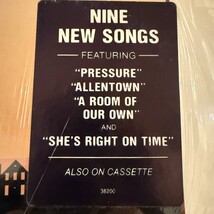 NINE
NEW SONGS
FEATURING
"PRESSURE"
"ALLENTOWN"
"A ROOM OF
OUR OWN"
AND
"SHE'S RIGHT ON TIME"
ALSO ON CASSETTE
38200